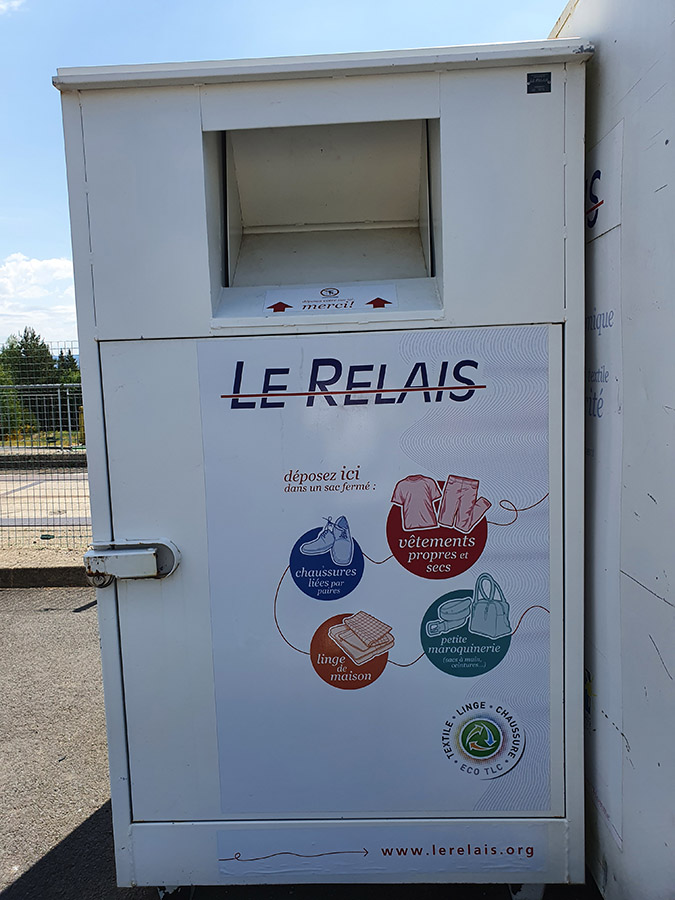 merci!
LE RELAIS
déposez ici
dans un sac fermé :
vêtements
propres et
secs
chaussures
liées par
paires
petite
maroquinerie
(sacs à main,
ceintures...)
linge
de
maison
TEXTILE • LINGE • CHAUSSURE
ECO TLC
www.lerelais.org